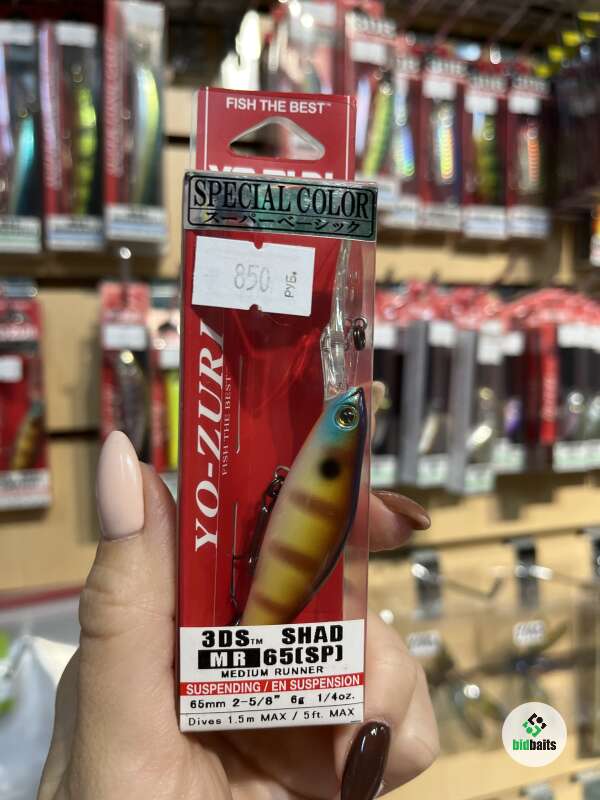 FISH THE BEST™
SPECIAL COLOR
スーパーベーシック
850 РУБ.
YO-ZURI
FISH THE BEST™
3DS™ SHAD
MR 65(SP)
MEDIUM RUNNER
SUSPENDING / EN SUSPENSION
65mm 2-5/8" 6g 1/4oz.
Dives 1.5m MAX / 5ft. MAX
bidbaits